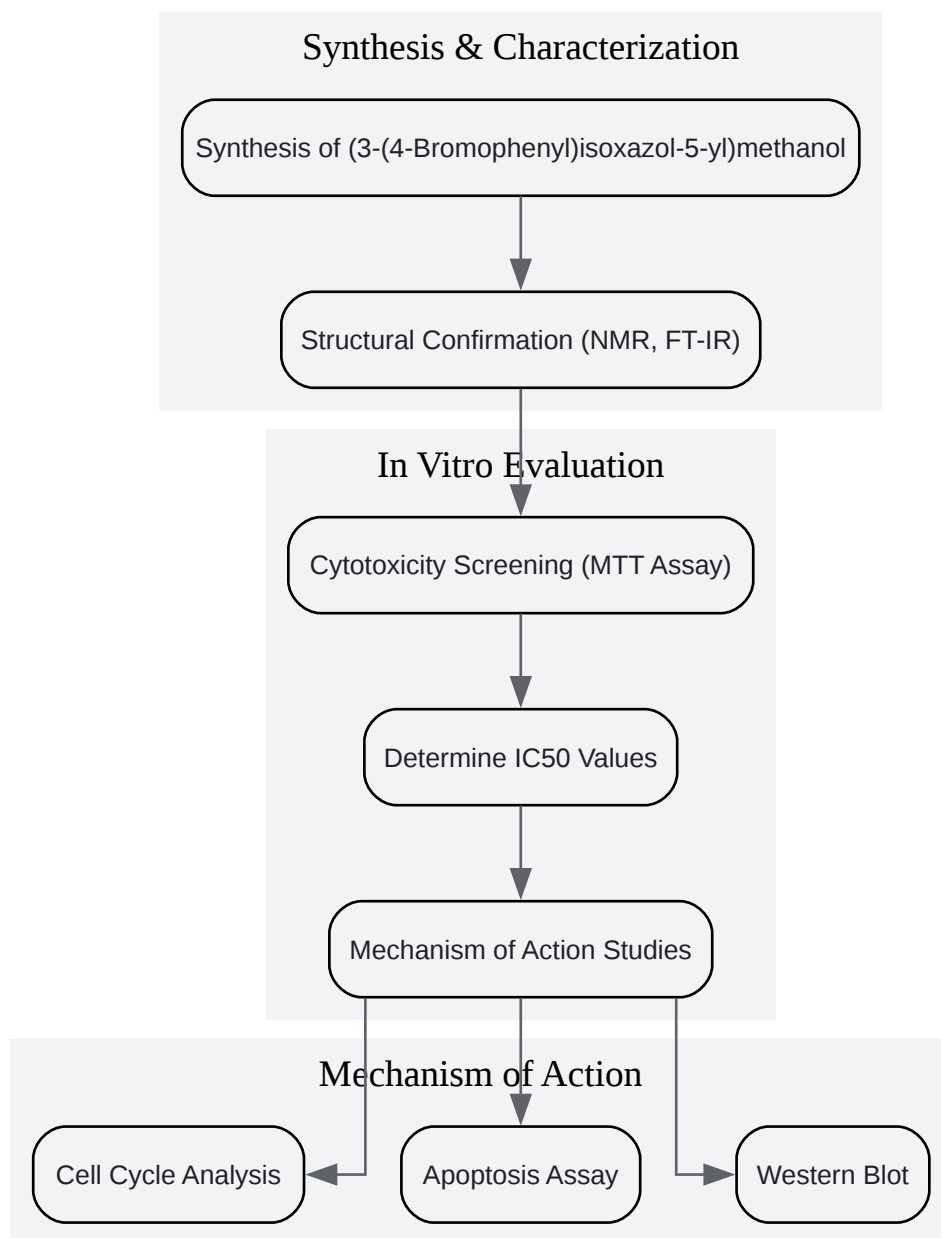 Synthesis & Characterization
Synthesis of (3-(4-Bromophenyl)isoxazol-5-yl)methanol
Structural Confirmation (NMR, FT-IR)
In Vitro Evaluation
Cytotoxicity Screening (MTT Assay)
Determine IC50 Values
Mechanism of Action Studies
Mechanism of Action
Cell Cycle Analysis
Apoptosis Assay
Western Blot